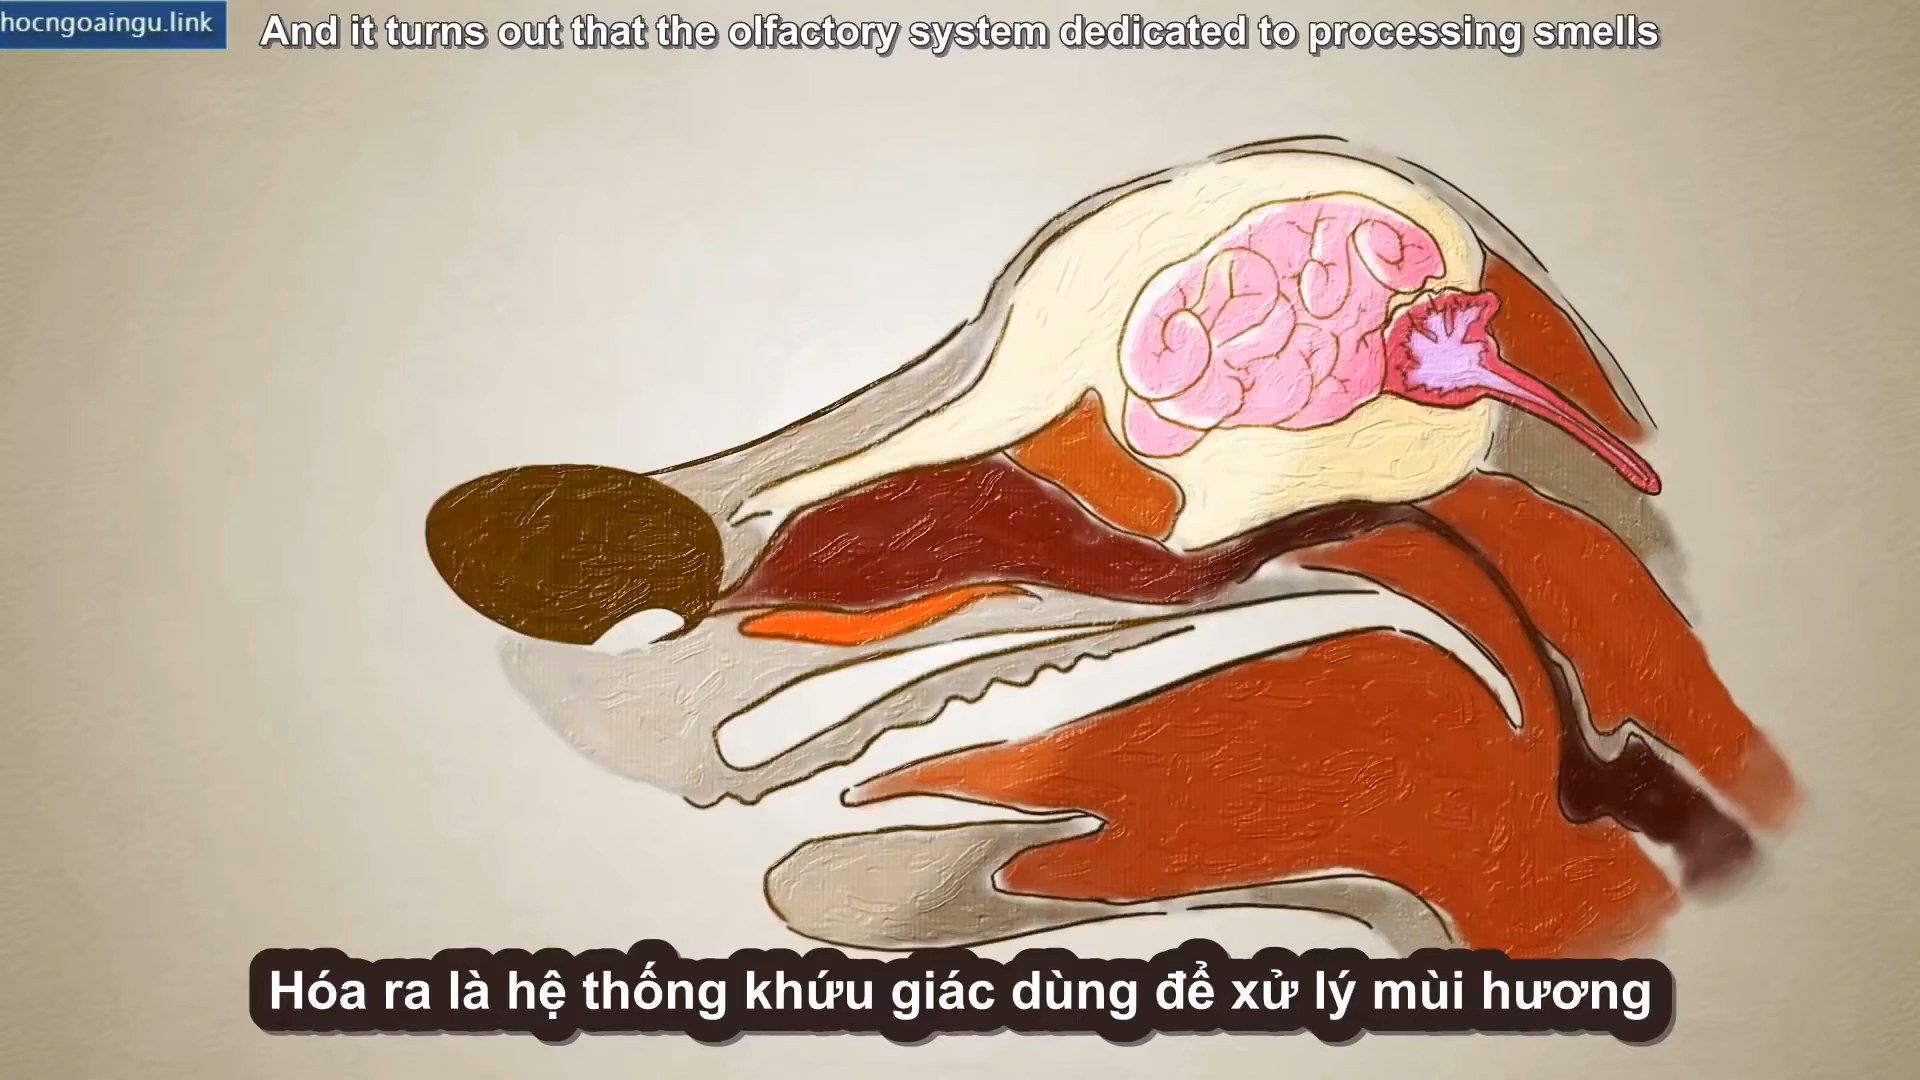 hocngoaingu.link
And it turns out that the olfactory system dedicated to processing smells
Hóa ra là hệ thống khứu giác dùng để xử lý mùi hương